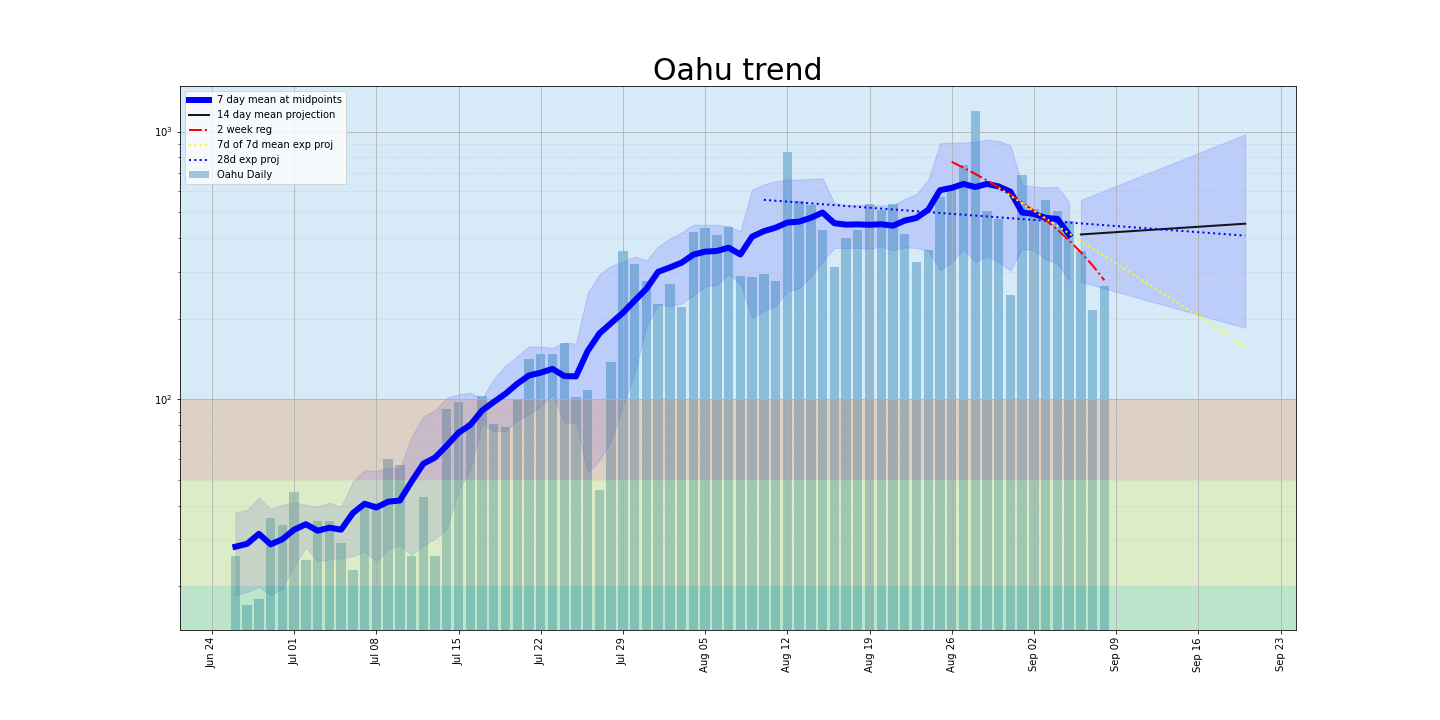 Oahu trend
7 day mean at midpoints
14 day mean projection
2 week reg
7d of 7d mean exp proj
28d exp proj
Oahu Daily
10³
10²
Jun 24
Jul 01
Jul 08
Jul 15
Jul 22
Jul 29
Aug 05
Aug 12
Aug 19
Aug 26
Sep 02
Sep 09
Sep 16
Sep 23